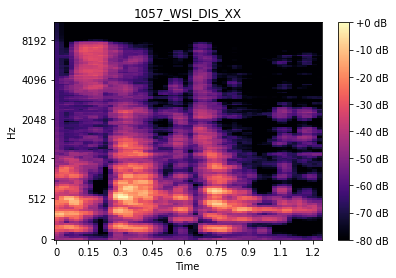 1057_WSI_DIS_XX
Hz
8192
4096
2048
1024
512
0
0 0.15 0.3 0.45 0.6 0.75 0.9 1.1 1.2
Time
+0 dB
-10 dB
-20 dB
-30 dB
-40 dB
-50 dB
-60 dB
-70 dB
-80 dB